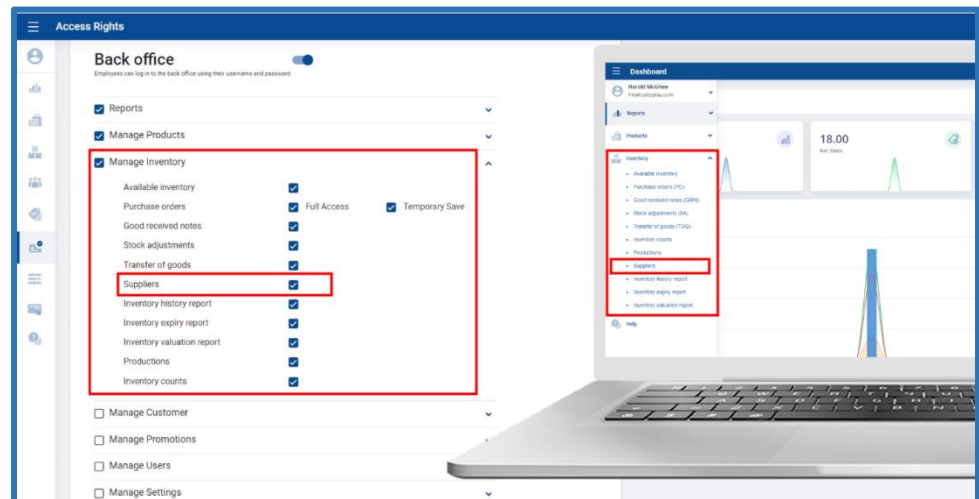 Access Rights
Back office
Employees can log in to the back office using their username and password
Reports
Manage Products
Manage Inventory
Available inventory
Purchase orders Full Access Temporary Save
Good received notes
Stock adjustments
Transfer of goods
Suppliers
Inventory history report
Inventory expiry report
Inventory valuation report
Productions
Inventory counts
Manage Customer
Manage Promotions
Manage Users
Manage Settings
Dashboard
Harold McGhee
Reports
Products
18.00
Net Sales
Inventory
Available inventory
Purchase orders (PO)
Good received notes (GRN)
Stock adjustments (SA)
Transfer of goods (TOG)
Inventory counts
Productions
Suppliers
Inventory history report
Inventory expiry report
Inventory valuation report
Help